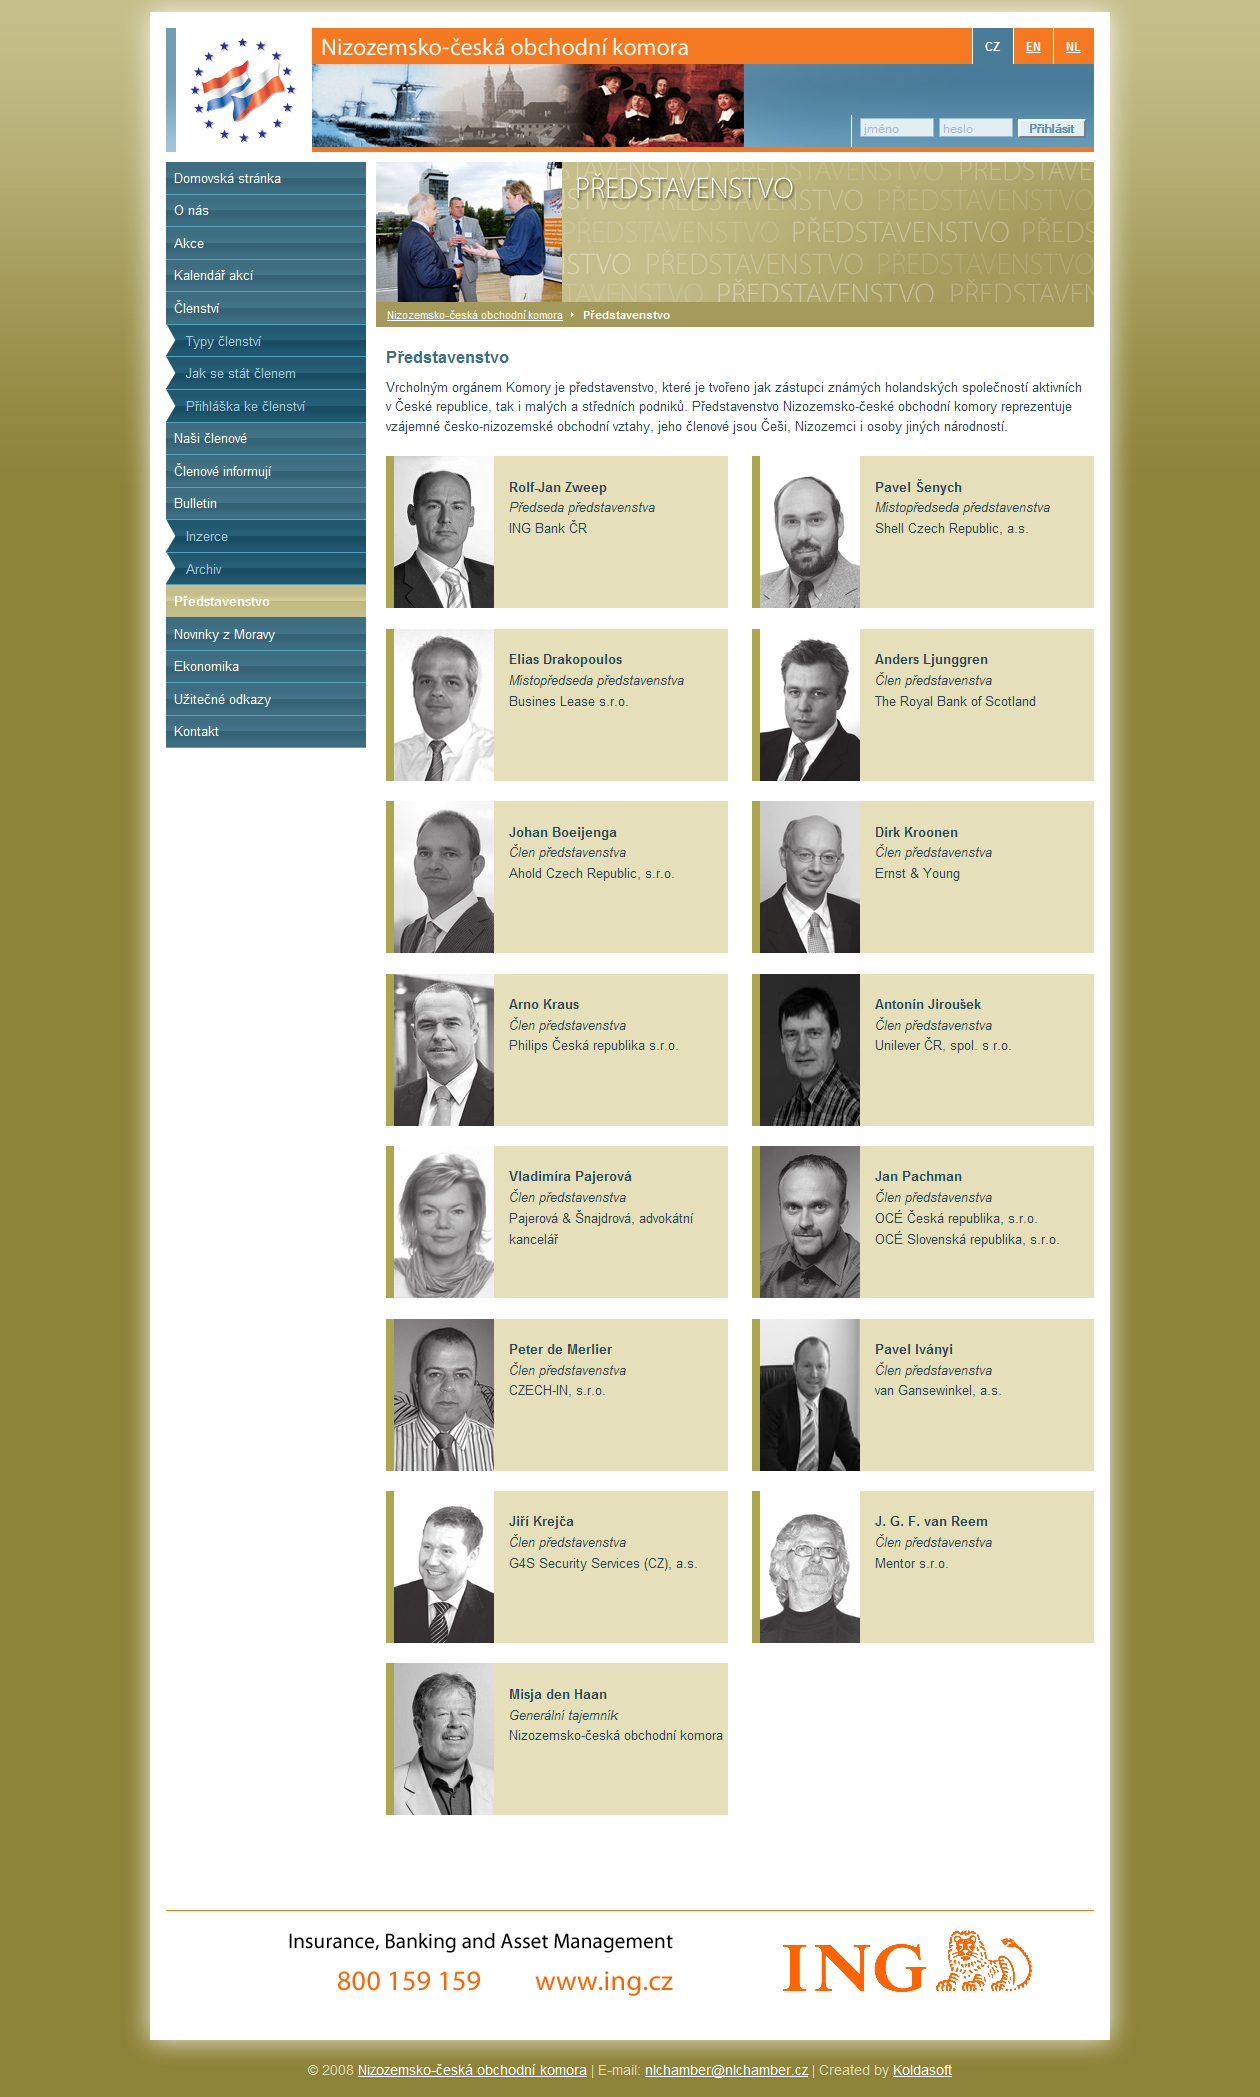 Nizozemsko-česká obchodní komora
CZ EN NL
jméno heslo Přihlásit
Domovská stránka
O nás
Akce
Kalendář akcí
Členství
Typy členství
Jak se stát členem
Přihláška ke členství
Naši členové
Členové informují
Bulletin
Inzerce
Archiv
Představenstvo
Novinky z Moravy
Ekonomika
Užitečné odkazy
Kontakt
PŘEDSTAVENSTVO
Nizozemsko-česká obchodní komora Představenstvo
Představenstvo
Vrcholným orgánem Komory je představenstvo, které je tvořeno jak zástupci známých holandských společností aktivních
v České republice, tak i malých a středních podniků. Představenstvo Nizozemsko-české obchodní komory reprezentuje
vzájemné česko-nizozemské obchodní vztahy, jeho členové jsou Češi, Nizozemci i osoby jiných národností.
Rolf-Jan Zweep
Předseda představenstva
ING Bank ČR
Pavel Šenych
Místopředseda představenstva
Shell Czech Republic, a.s.
Elias Drakopoulos
Místopředseda představenstva
Busines Lease s.r.o.
Anders Ljunggren
Člen představenstva
The Royal Bank of Scotland
Johan Boeijenga
Člen představenstva
Ahold Czech Republic, s.r.o.
Dirk Kroonen
Člen představenstva
Ernst & Young
Arno Kraus
Člen představenstva
Philips Česká republika s.r.o.
Antonín Jiroušek
Člen představenstva
Unilever ČR, spol. s r.o.
Vladimíra Pajerová
Člen představenstva
Pajerová & Šnajdrová, advokátní
kancelář
Jan Pachman
Člen představenstva
OCÉ Česká republika, s.r.o.
OCÉ Slovenská republika, s.r.o.
Peter de Merlier
Člen představenstva
CZECH-IN, s.r.o.
Pavel Iványi
Člen představenstva
van Gansewinkel, a.s.
Jiří Krejča
Člen představenstva
G4S Security Services (CZ), a.s.
J. G. F. van Reem
Člen představenstva
Mentor s.r.o.
Misja den Haan
Generální tajemník
Nizozemsko-česká obchodní komora
Insurance, Banking and Asset Management
800 159 159 www.ing.cz
ING
© 2008 Nizozemsko-česká obchodní komora | E-mail: nlchamber@nlchamber.cz | Created by Koldasoft